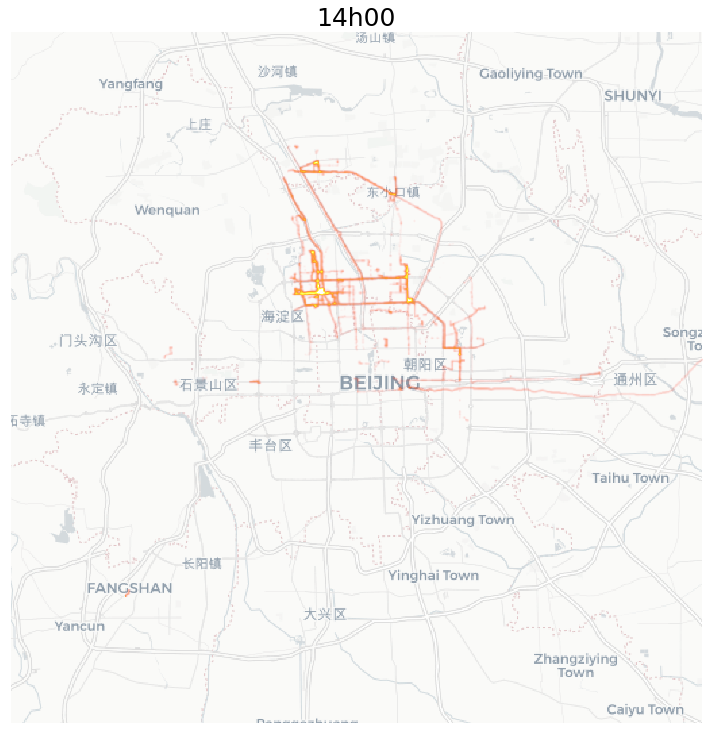 14h00
汤山镇
沙河镇
Gaoliying Town
Yangfang
SHUNYI
上庄
东小口镇
Wenquan
海淀区
门头沟区
Songz
To
朝阳区
石景山区
BEIJING
通州区
永定镇
石寺镇
丰台区
Taihu Town
Yizhuang Town
长阳镇
Yinghai Town
FANGSHAN
大兴区
Yancun
Zhangziying
Town
Caiyu Town